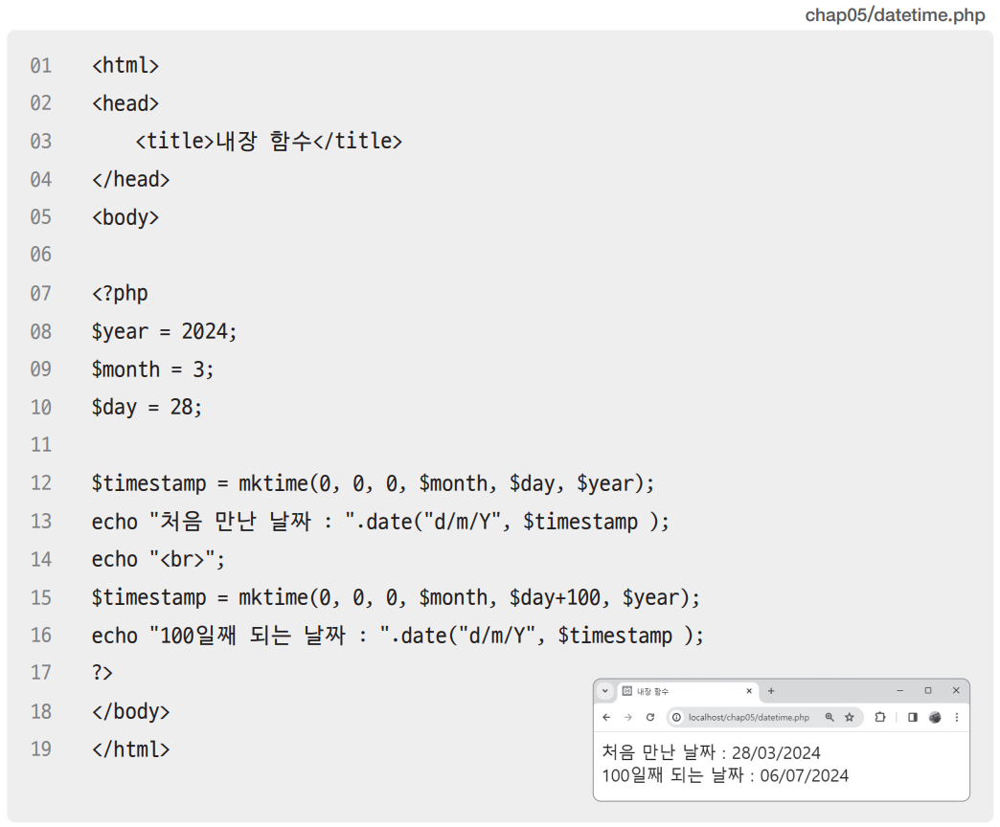 chap05/datetime.php
01 <html>
02 <head>
03     <title>내장 함수</title>
04 </head>
05 <body>
06
07 <?php
08 $year = 2024;
09 $month = 3;
10 $day = 28;
11
12 $timestamp = mktime(0, 0, 0, $month, $day, $year);
13 echo "처음 만난 날짜 : ".date("d/m/Y", $timestamp );
14 echo "<br>";
15 $timestamp = mktime(0, 0, 0, $month, $day+100, $year);
16 echo "100일째 되는 날짜 : ".date("d/m/Y", $timestamp );
17 ?>
18 </body>
19 </html>
내장 함수
localhost/chap05/datetime.php
처음 만난 날짜 : 28/03/2024
100일째 되는 날짜 : 06/07/2024